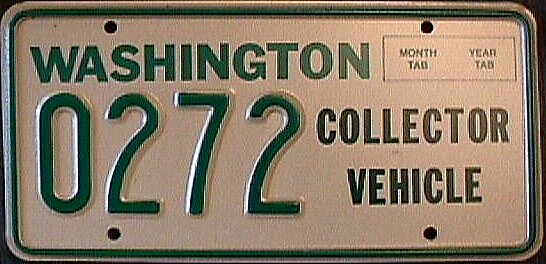 WASHINGTON
MONTH TAB
YEAR TAB
0272
COLLECTOR
VEHICLE